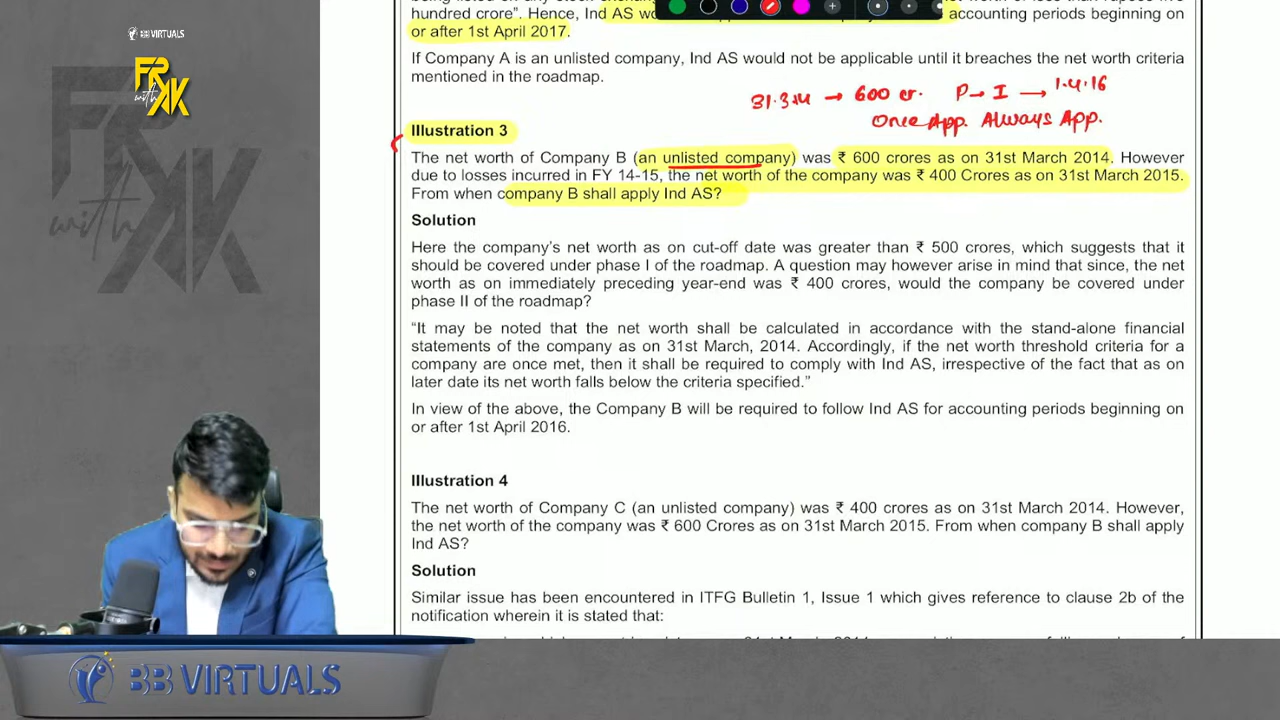 hundred crore”. Hence, Ind AS
accounting periods beginning on
or after 1st April 2017.
If Company A is an unlisted company, Ind AS would not be applicable until it breaches the net worth criteria
mentioned in the roadmap.
31.3.14 → 600 cr. P→ I → 1.4.16
Once App. Always App.
Illustration 3
The net worth of Company B (an unlisted company) was ₹ 600 crores as on 31st March 2014. However
due to losses incurred in FY 14-15, the net worth of the company was ₹ 400 Crores as on 31st March 2015.
From when company B shall apply Ind AS?
Solution
Here the company’s net worth as on cut-off date was greater than ₹ 500 crores, which suggests that it
should be covered under phase I of the roadmap. A question may however arise in mind that since, the net
worth as on immediately preceding year-end was ₹ 400 crores, would the company be covered under
phase II of the roadmap?
“It may be noted that the net worth shall be calculated in accordance with the stand-alone financial
statements of the company as on 31st March, 2014. Accordingly, if the net worth threshold criteria for a
company are once met, then it shall be required to comply with Ind AS, irrespective of the fact that as on
later date its net worth falls below the criteria specified.”
In view of the above, the Company B will be required to follow Ind AS for accounting periods beginning on
or after 1st April 2016.
Illustration 4
The net worth of Company C (an unlisted company) was ₹ 400 crores as on 31st March 2014. However,
the net worth of the company was ₹ 600 Crores as on 31st March 2015. From when company B shall apply
Ind AS?
Solution
Similar issue has been encountered in ITFG Bulletin 1, Issue 1 which gives reference to clause 2b of the
notification wherein it is stated that:
BB VIRTUALS
FR with AK
FR with AK
BB VIRTUALS